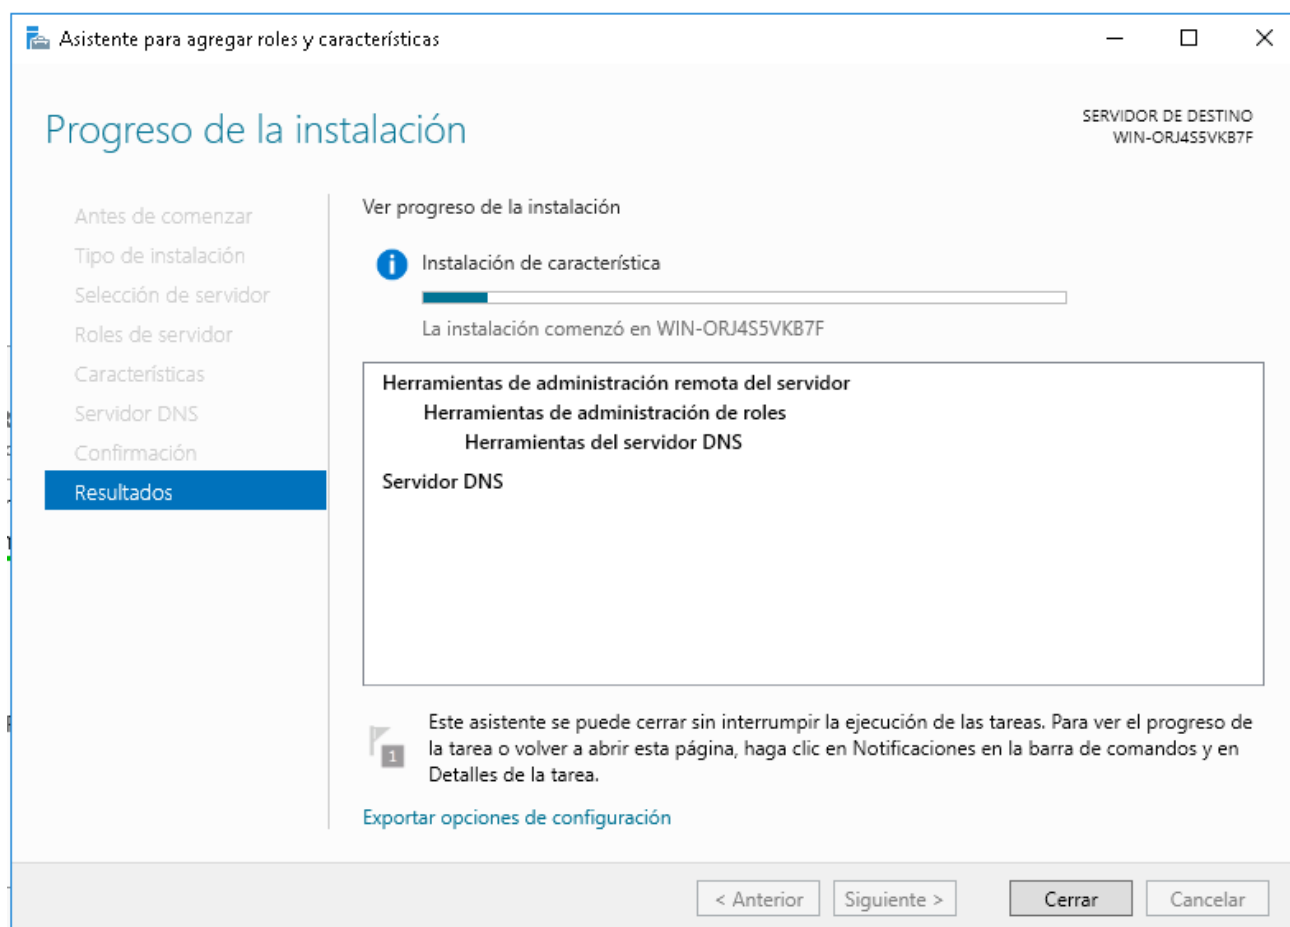 Asistente para agregar roles y características
Progreso de la instalación
SERVIDOR DE DESTINO
WIN-ORJ4S5VKB7F
Antes de comenzar
Tipo de instalación
Selección de servidor
Roles de servidor
Características
Servidor DNS
Confirmación
Resultados
Ver progreso de la instalación
Instalación de característica
La instalación comenzó en WIN-ORJ4S5VKB7F
Herramientas de administración remota del servidor
Herramientas de administración de roles
Herramientas del servidor DNS
Servidor DNS
1
Este asistente se puede cerrar sin interrumpir la ejecución de las tareas. Para ver el progreso de
la tarea o volver a abrir esta página, haga clic en Notificaciones en la barra de comandos y en
Detalles de la tarea.
Exportar opciones de configuración
< Anterior
Siguiente >
Cerrar
Cancelar